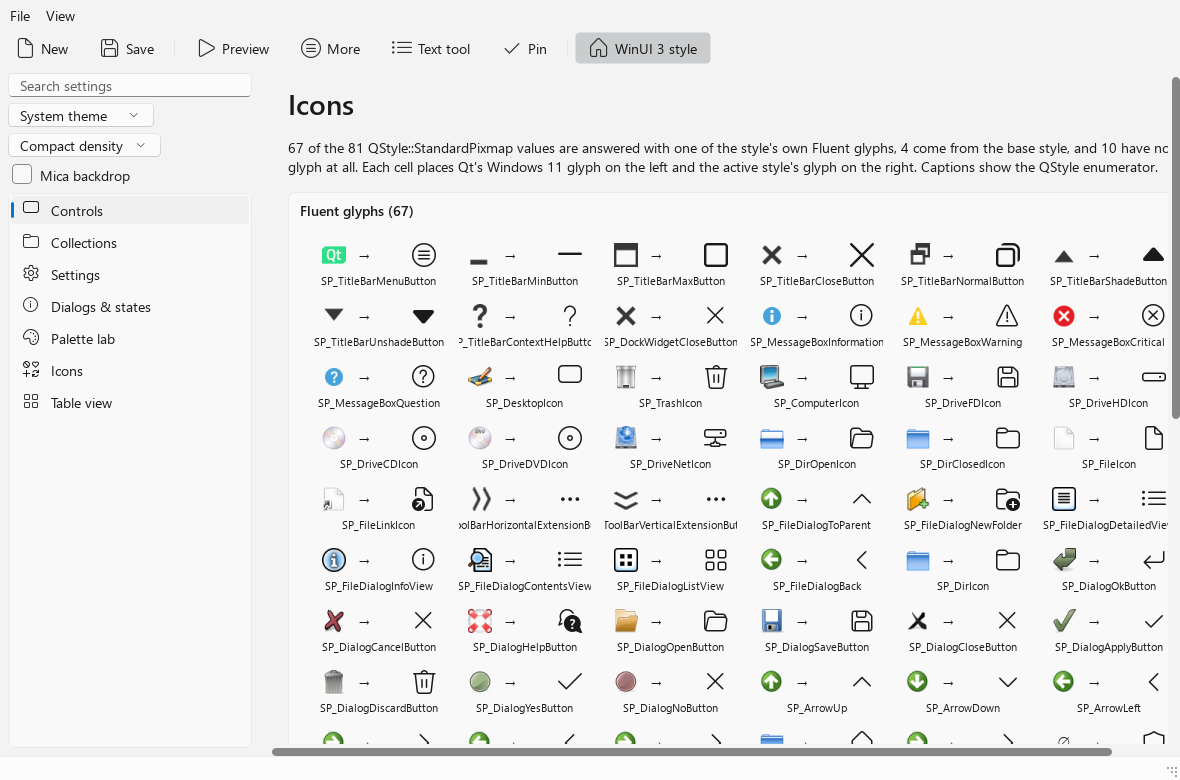 File View
New Save Preview More Text tool Pin WinUI 3 style
Search settings
System theme
Compact density
Mica backdrop
Controls
Collections
Settings
Dialogs & states
Palette lab
Icons
Table view
Icons
67 of the 81 QStyle::StandardPixmap values are answered with one of the style's own Fluent glyphs, 4 come from the base style, and 10 have no
glyph at all. Each cell places Qt's Windows 11 glyph on the left and the active style's glyph on the right. Captions show the QStyle enumerator.
Fluent glyphs (67)
Qt → → → → → →
SP_TitleBarMenuButton SP_TitleBarMinButton SP_TitleBarMaxButton SP_TitleBarCloseButton SP_TitleBarNormalButton SP_TitleBarShadeButton
→ → → → → →
SP_TitleBarUnshadeButton P_TitleBarContextHelpButtc SP_DockWidgetCloseButton SP_MessageBoxInformation SP_MessageBoxWarning SP_MessageBoxCritical
→ → → → → →
SP_MessageBoxQuestion SP_DesktopIcon SP_TrashIcon SP_ComputerIcon SP_DriveFDIcon SP_DriveHDIcon
→ DVD → → → → →
SP_DriveCDIcon SP_DriveDVDIcon SP_DriveNetIcon SP_DirOpenIcon SP_DirClosedIcon SP_FileIcon
→ → → → → →
SP_FileLinkIcon oolBarHorizontalExtensionB ToolBarVerticalExtensionBut SP_FileDialogToParent SP_FileDialogNewFolder SP_FileDialogDetailedView
→ → → → → →
SP_FileDialogInfoView SP_FileDialogContentsView SP_FileDialogListView SP_FileDialogBack SP_DirIcon SP_DialogOkButton
→ → → → → →
SP_DialogCancelButton SP_DialogHelpButton SP_DialogOpenButton SP_DialogSaveButton SP_DialogCloseButton SP_DialogApplyButton
→ → → → → →
SP_DialogDiscardButton SP_DialogYesButton SP_DialogNoButton SP_ArrowUp SP_ArrowDown SP_ArrowLeft
→ → → → → →